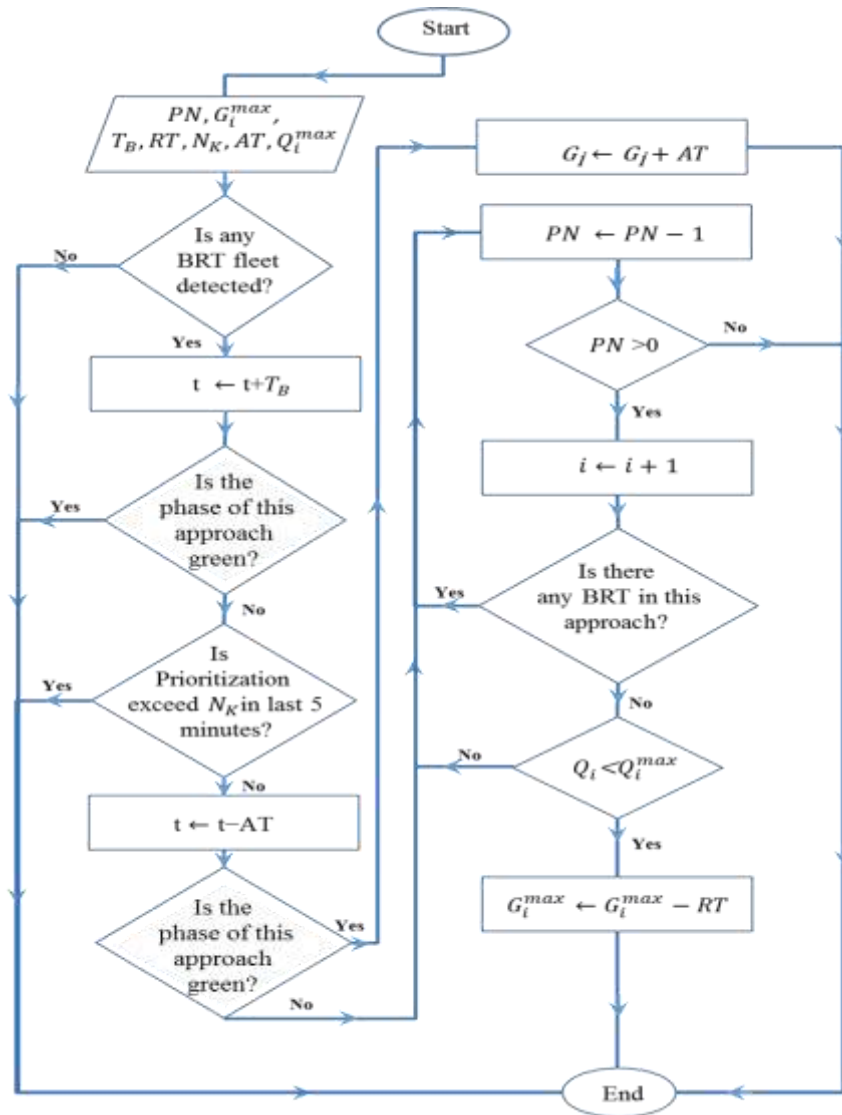 Start
PN, G_i^{max},
T_B, RT, N_K, AT, Q_i^{max}
Is any
BRT fleet
detected?
No
Yes
t ← t+T_B
Is the
phase of this
approach
green?
Yes
No
Is
Prioritization
exceed N_K in last 5
minutes?
Yes
No
t ← t−AT
Is the
phase of this
approach
green?
Yes
No
G_j ← G_j + AT
PN ← PN − 1
PN >0
No
Yes
i ← i + 1
Is there
any BRT in this
approach?
Yes
No
Q_i <Q_i^{max}
No
Yes
G_i^{max} ← G_i^{max} − RT
End